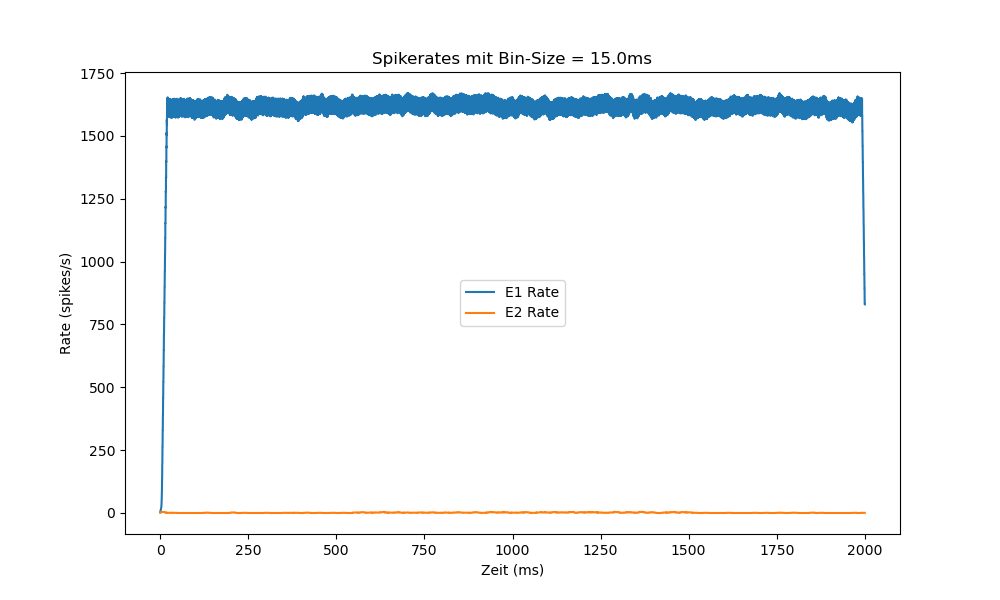 Spikerates mit Bin-Size = 15.0ms
1750
1500
1250
1000
750
500
250
0
Rate (spikes/s)
E1 Rate
E2 Rate
0 250 500 750 1000 1250 1500 1750 2000
Zeit (ms)